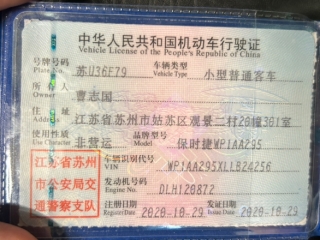 中华人民共和国机动车行驶证
Vehicle License of the People's Republic of China
号牌号码 苏U36F79 车辆类型 小型普通客车
Plate No. Vehicle Type
所有人 曹志国
Owner
住址 江苏省苏州市姑苏区观景二村20幢301室
Address
使用性质 非营运 品牌型号 保时捷WP1AA295
Use Character Model
江苏省苏州 车辆识别代号 WP1AA295XLLB24256
VIN
市公安局交 发动机号码 DLH120872
Engine No.
通警察支队 注册日期 2020-10-29 发证日期 2020-10-29
Register Date Issue Date